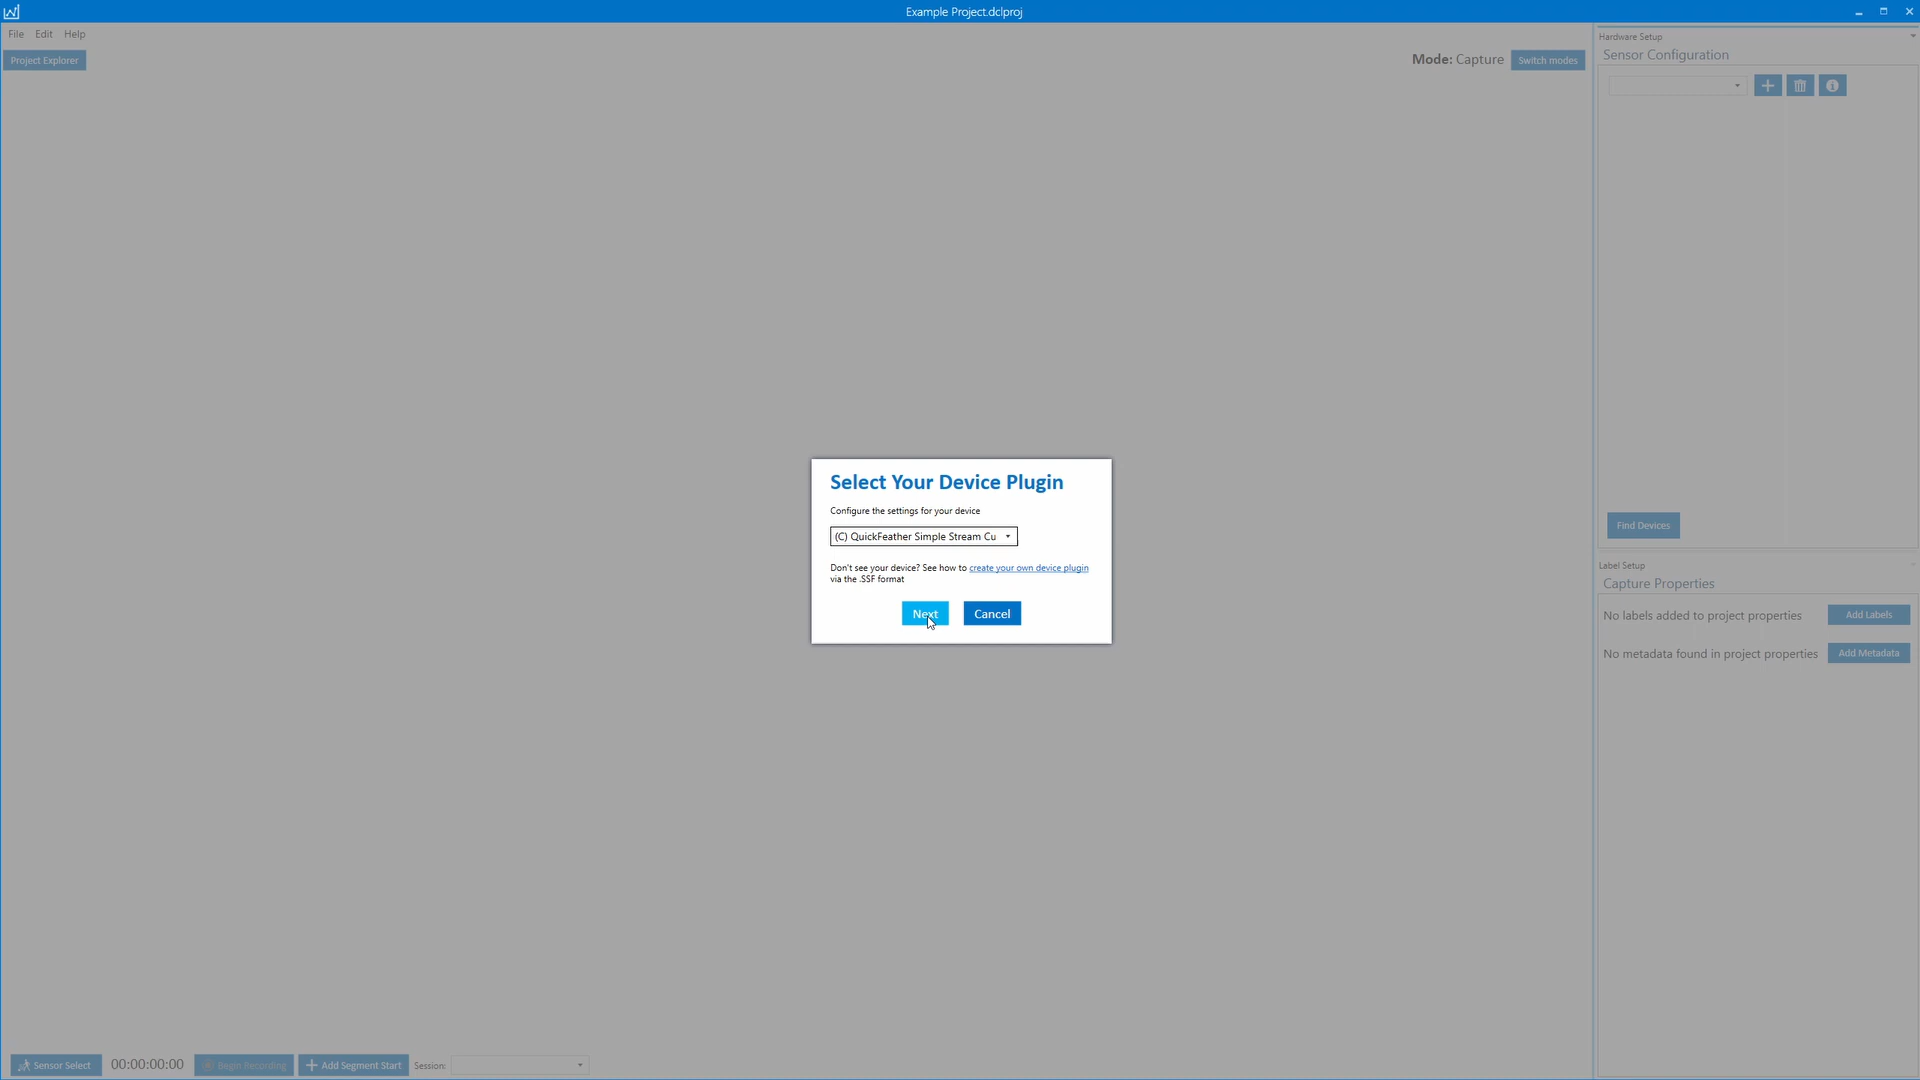 Example Project.dclproj
File Edit Help
Project Explorer
Mode: Capture Switch modes
Hardware Setup
Sensor Configuration
Select Your Device Plugin
Configure the settings for your device
(C) QuickFeather Simple Stream Cu
Don't see your device? See how to create your own device plugin
via the .SSF format
Next Cancel
Find Devices
Label Setup
Capture Properties
No labels added to project properties Add Labels
No metadata found in project properties Add Metadata
Sensor Select 00:00:00:00 Begin Recording Add Segment Start Session: